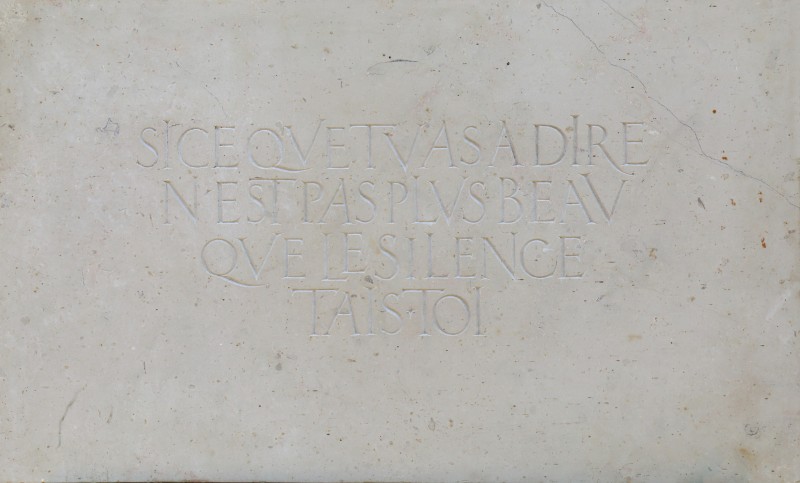 SI CE QVE TV AS A DIRE
N'EST PAS PLVS BEAV
QVE LE SILENCE
TAIS-TOI